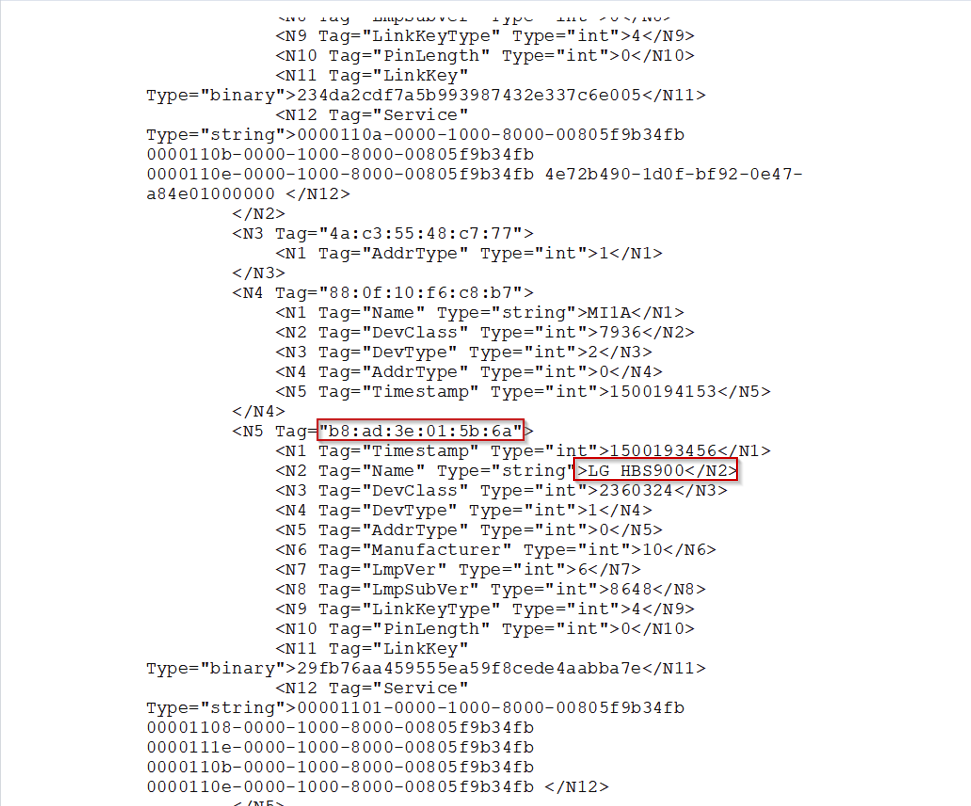 <N8 Tag="LmpSubVer" Type="int">0</N8>
<N9 Tag="LinkKeyType" Type="int">4</N9>
<N10 Tag="PinLength" Type="int">0</N10>
<N11 Tag="LinkKey"
Type="binary">234da2cdf7a5b993987432e337c6e005</N11>
<N12 Tag="Service"
Type="string">0000110a-0000-1000-8000-00805f9b34fb
0000110b-0000-1000-8000-00805f9b34fb
0000110e-0000-1000-8000-00805f9b34fb 4e72b490-1d0f-bf92-0e47-
a84e01000000 </N12>
</N2>
<N3 Tag="4a:c3:55:48:c7:77">
<N1 Tag="AddrType" Type="int">1</N1>
</N3>
<N4 Tag="88:0f:10:f6:c8:b7">
<N1 Tag="Name" Type="string">MI1A</N1>
<N2 Tag="DevClass" Type="int">7936</N2>
<N3 Tag="DevType" Type="int">2</N3>
<N4 Tag="AddrType" Type="int">0</N4>
<N5 Tag="Timestamp" Type="int">1500194153</N5>
</N4>
<N5 Tag="b8:ad:3e:01:5b:6a">
<N1 Tag="Timestamp" Type="int">1500193456</N1>
<N2 Tag="Name" Type="string">LG HBS900</N2>
<N3 Tag="DevClass" Type="int">2360324</N3>
<N4 Tag="DevType" Type="int">1</N4>
<N5 Tag="AddrType" Type="int">0</N5>
<N6 Tag="Manufacturer" Type="int">10</N6>
<N7 Tag="LmpVer" Type="int">6</N7>
<N8 Tag="LmpSubVer" Type="int">8648</N8>
<N9 Tag="LinkKeyType" Type="int">4</N9>
<N10 Tag="PinLength" Type="int">0</N10>
<N11 Tag="LinkKey"
Type="binary">29fb76aa459555ea59f8cede4aabba7e</N11>
<N12 Tag="Service"
Type="string">00001101-0000-1000-8000-00805f9b34fb
00001108-0000-1000-8000-00805f9b34fb
0000111e-0000-1000-8000-00805f9b34fb
0000110b-0000-1000-8000-00805f9b34fb
0000110e-0000-1000-8000-00805f9b34fb </N12>
</N5>